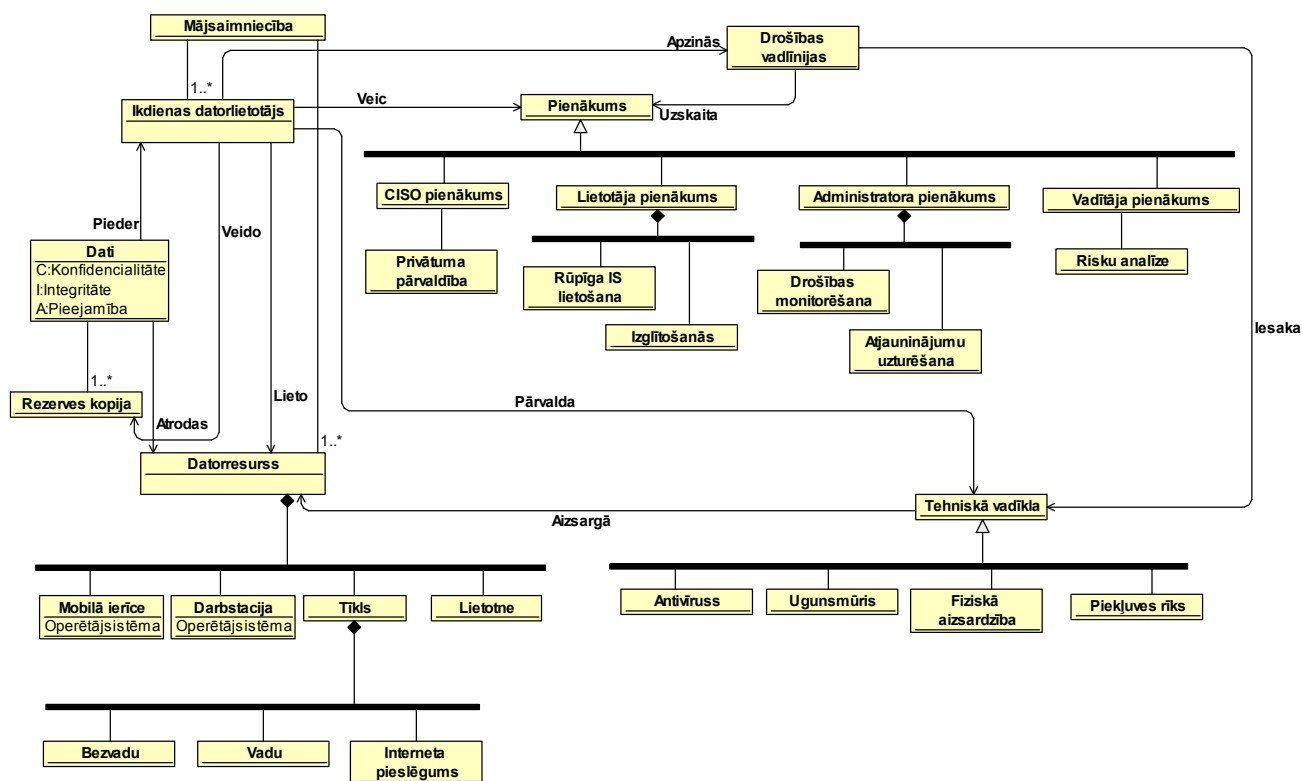 Mājsaimniecība
Apzinās
Drošības
vadlīnijas
1..*
Ikdienas datorlietotājs
Veic
Pienākums
Uzskaita
CISO pienākums
Lietotāja pienākums
Administratora pienākums
Vadītāja pienākums
Pieder
Veido
Privātuma
pārvaldība
Rūpīga IS
lietošana
Drošības
monitorēšana
Risku analīze
Dati
C:Konfidencialitāte
I:Integritāte
A:Pieejamība
Izglītošanās
Atjauninājumu
uzturēšana
Iesaka
1..*
Rezerves kopija
Atrodas
Lieto
Pārvalda
1..*
Datorresurss
Aizsargā
Tehniskā vadīkla
Mobilā ierīce
Operētājsistēma
Darbstacija
Operētājsistēma
Tīkls
Lietotne
Antivīruss
Ugunsmūris
Fiziskā
aizsardzība
Piekļuves rīks
Bezvadu
Vadu
Interneta
pieslēgums